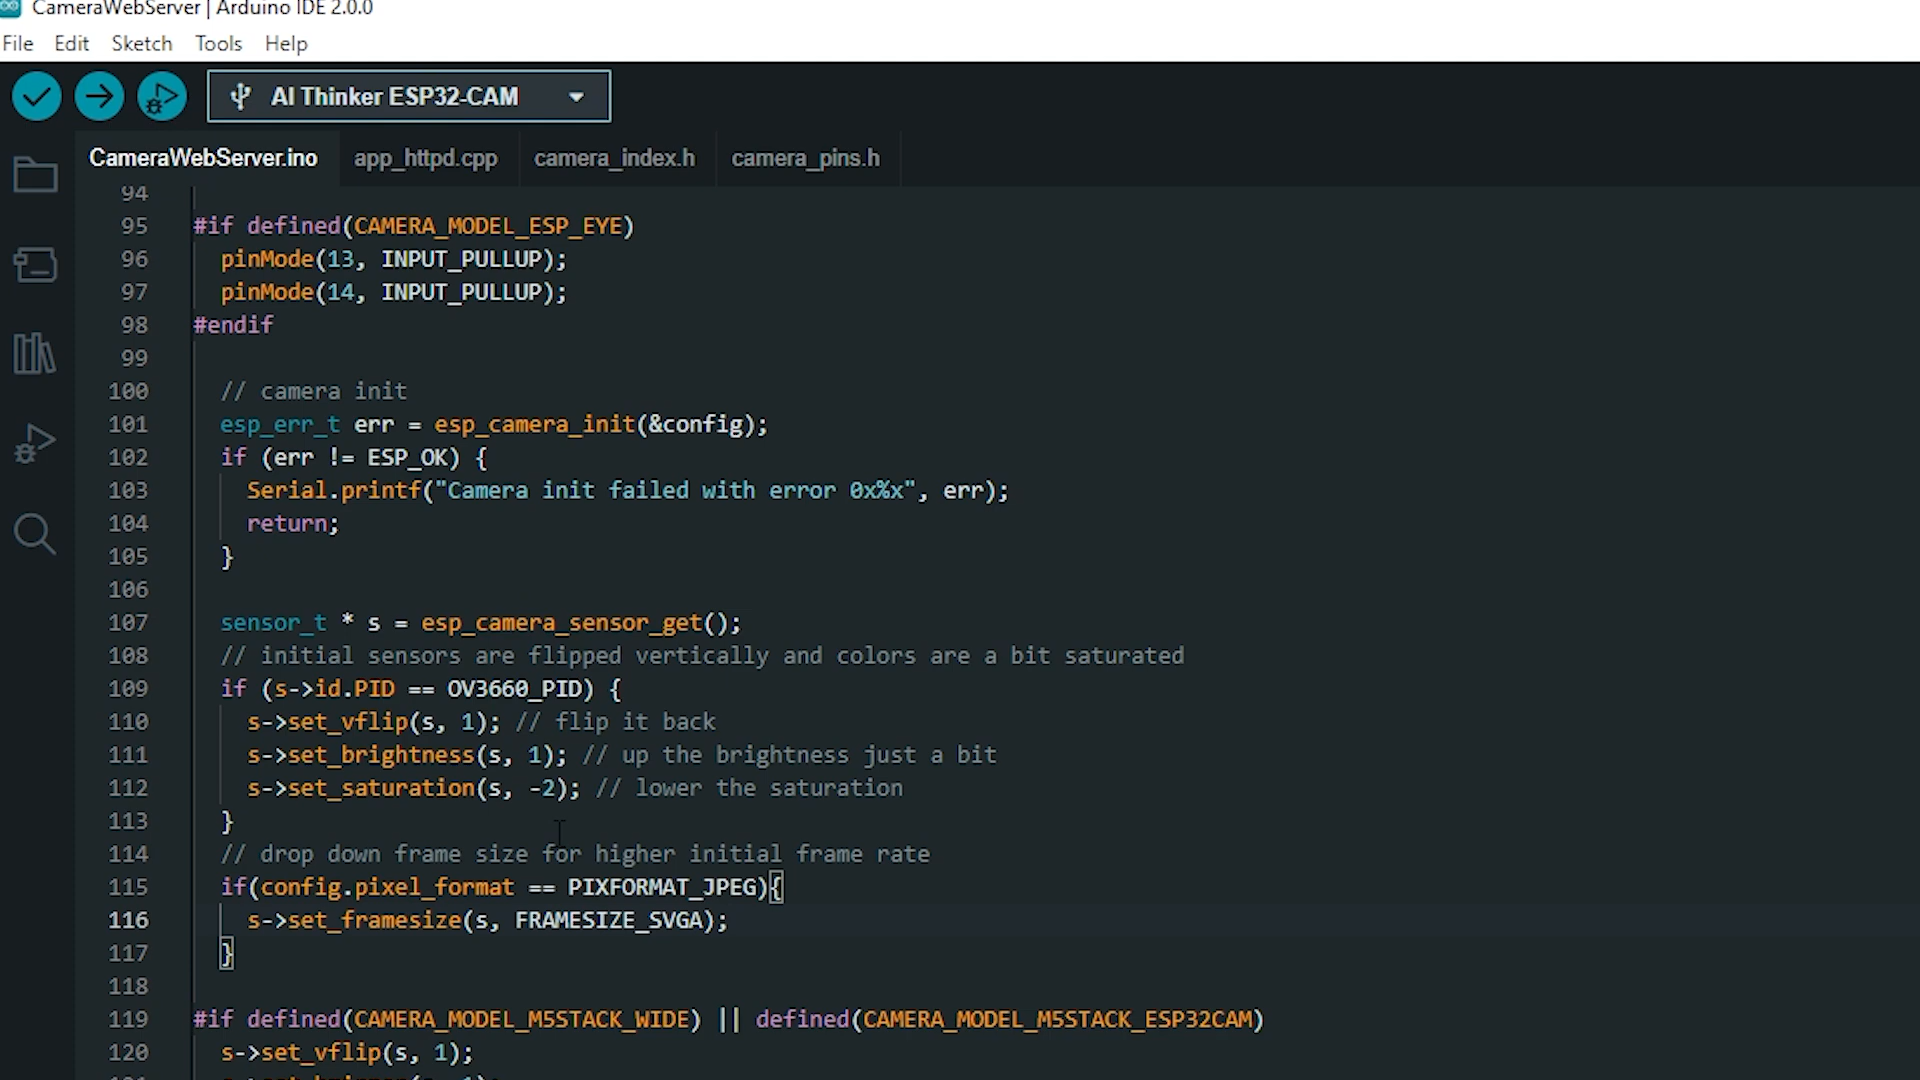 CameraWebServer | Arduino IDE 2.0.0
File Edit Sketch Tools Help
AI Thinker ESP32-CAM
CameraWebServer.ino app_httpd.cpp camera_index.h camera_pins.h
94
95 #if defined(CAMERA_MODEL_ESP_EYE)
96 pinMode(13, INPUT_PULLUP);
97 pinMode(14, INPUT_PULLUP);
98 #endif
99
100 // camera init
101 esp_err_t err = esp_camera_init(&config);
102 if (err != ESP_OK) {
103 Serial.printf("Camera init failed with error 0x%x", err);
104 return;
105 }
106
107 sensor_t * s = esp_camera_sensor_get();
108 // initial sensors are flipped vertically and colors are a bit saturated
109 if (s->id.PID == OV3660_PID) {
110 s->set_vflip(s, 1); // flip it back
111 s->set_brightness(s, 1); // up the brightness just a bit
112 s->set_saturation(s, -2); // lower the saturation
113 }
114 // drop down frame size for higher initial frame rate
115 if(config.pixel_format == PIXFORMAT_JPEG){
116 s->set_framesize(s, FRAMESIZE_SVGA);
117 }
118
119 #if defined(CAMERA_MODEL_M5STACK_WIDE) || defined(CAMERA_MODEL_M5STACK_ESP32CAM)
120 s->set_vflip(s, 1);